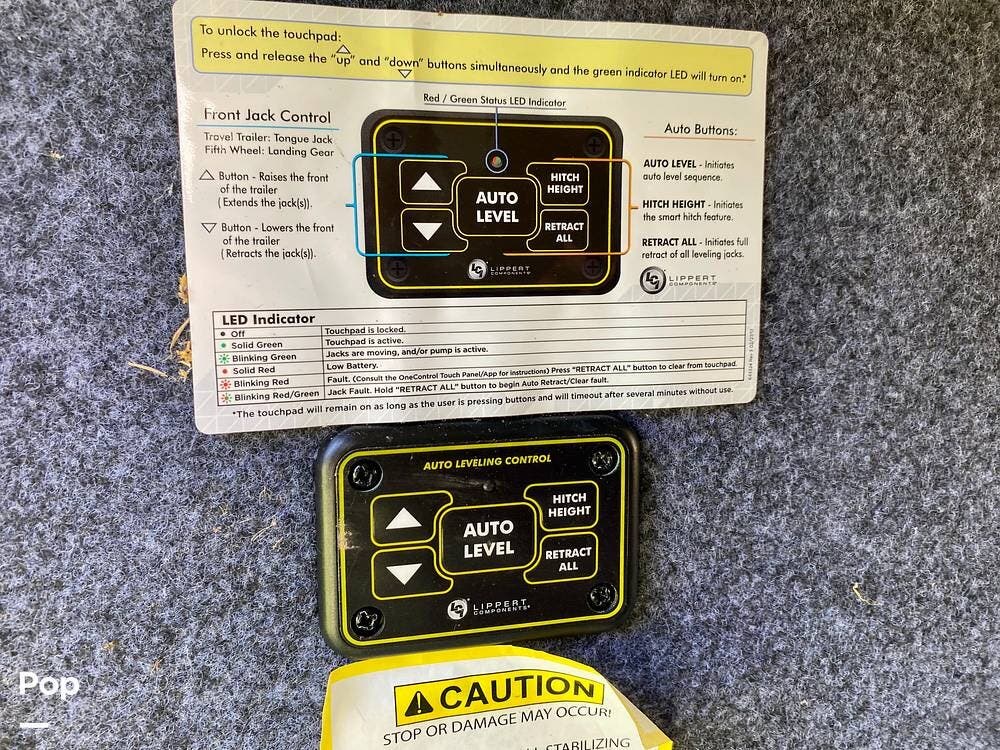 To unlock the touchpad:
Press and release the "up" and "down" buttons simultaneously and the green indicator LED will turn on.*
Red / Green Status LED Indicator
Front Jack Control
Travel Trailer: Tongue Jack
Fifth Wheel: Landing Gear
△ Button - Raises the front
of the trailer
(Extends the jack(s)).
▽ Button - Lowers the front
of the trailer
(Retracts the jack(s)).
AUTO
LEVEL
HITCH
HEIGHT
RETRACT
ALL
LCI LIPPERT
COMPONENTS
Auto Buttons:
AUTO LEVEL - Initiates
auto level sequence.
HITCH HEIGHT - Initiates
the smart hitch feature.
RETRACT ALL - Initiates full
retract of all leveling jacks.
LCI LIPPERT
COMPONENTS
LED Indicator
Off Touchpad is locked.
Solid Green Touchpad is active.
Blinking Green Jacks are moving, and/or pump is active.
Solid Red Low Battery.
Blinking Red Fault. (Consult the OneControl Touch Panel/App for instructions) Press "RETRACT ALL" button to clear from touchpad.
Blinking Red/Green Jack Fault. Hold "RETRACT ALL" button to begin Auto Retract/Clear fault.
*The touchpad will remain on as long as the user is pressing buttons and will timeout after several minutes without use.
AUTO LEVELING CONTROL
AUTO
LEVEL
HITCH
HEIGHT
RETRACT
ALL
LCI LIPPERT
COMPONENTS
CAUTION
STOP OR DAMAGE MAY OCCUR!
STABILIZING
Pop